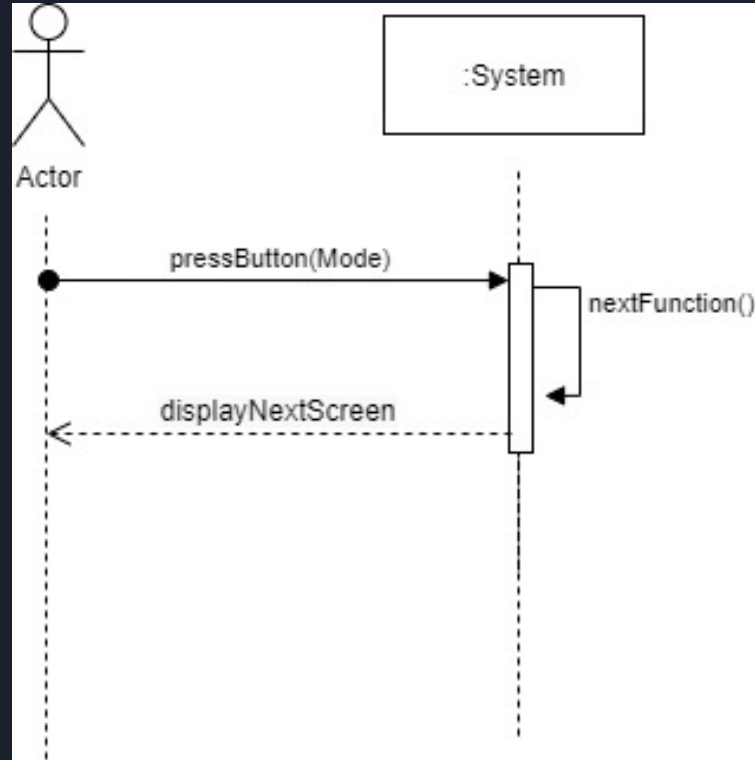 :System
Actor
pressButton(Mode)
nextFunction()
displayNextScreen